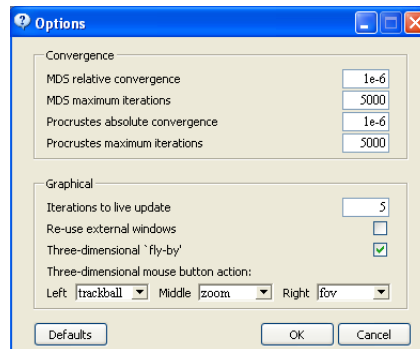 Options
Convergence
MDS relative convergence 1e-6
MDS maximum iterations 5000
Procrustes absolute convergence 1e-6
Procrustes maximum iterations 5000
Graphical
Iterations to live update 5
Re-use external windows
Three-dimensional `fly-by'
Three-dimensional mouse button action:
Left trackball Middle zoom Right fov
Defaults OK Cancel